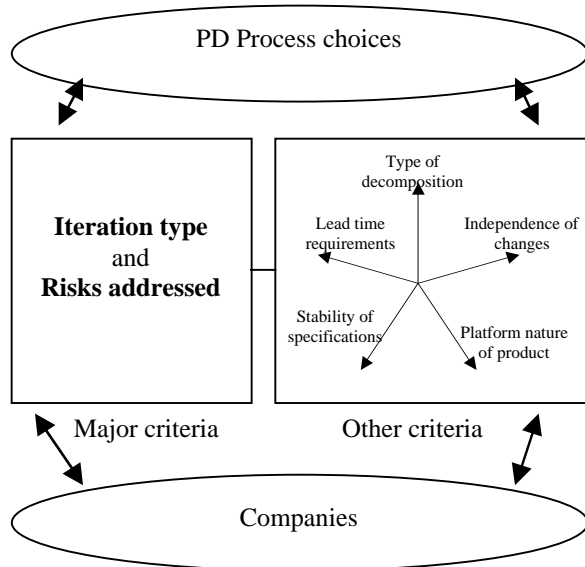 PD Process choices
Type of
decomposition
Iteration type
and
Risks addressed
Lead time
requirements
Independence of
changes
Stability of
specifications
Platform nature
of product
Major criteria
Other criteria
Companies